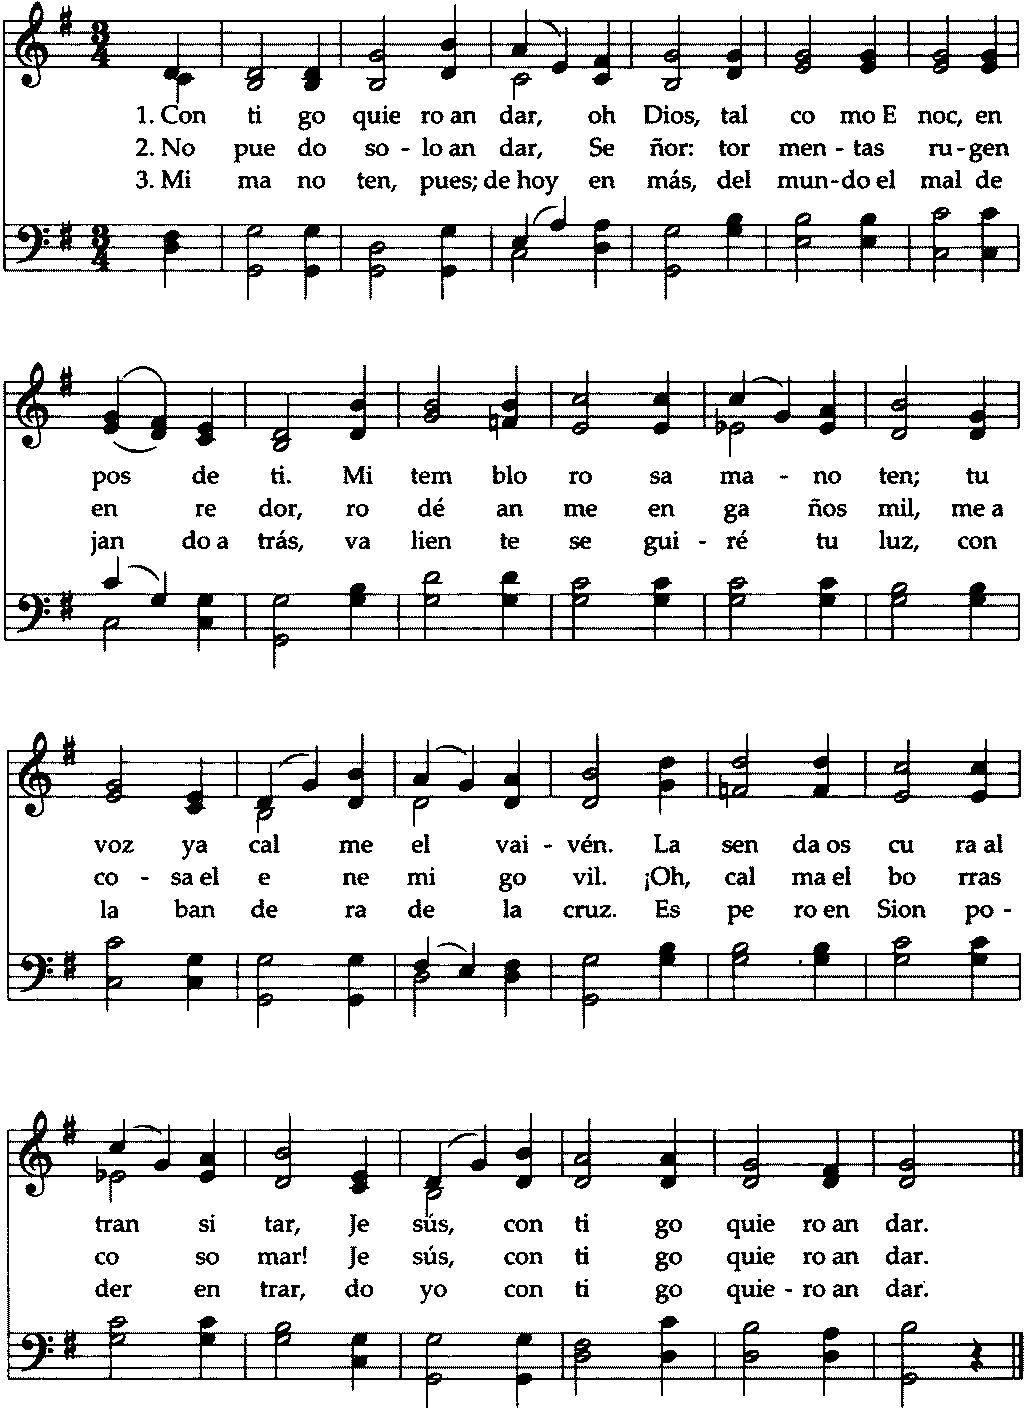 1. Con ti go quie ro an dar, oh Dios, tal co mo E noc, en
2. No pue do so - lo an dar, Se ñor: tor men - tas ru - gen
3. Mi ma no ten, pues; de hoy en más, del mun - do el mal de
pos de ti. Mi tem blo ro sa ma - no ten; tu
en re dor, ro dé an me en ga ños mil, me a
jan do a trás, va lien te se gui - ré tu luz, con
voz ya cal me el vai - vén. La sen da os cu ra al
co - sa el e ne mi go vil. ¡Oh, cal ma el bo rras
la ban de ra de la cruz. Es pe ro en Sion po -
tran si tar, Je sús, con ti go quie ro an dar.
co so mar! Je sús, con ti go quie ro an dar.
der en trar, do yo con ti go quie - ro an dar.